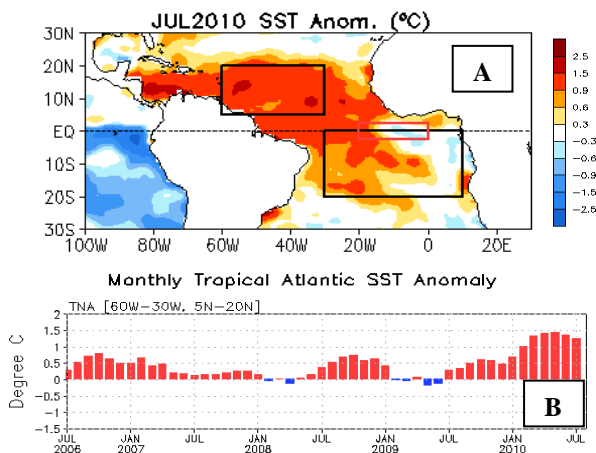 JUL2010 SST Anom. (ºC)
30N
20N
10N
EQ
10S
20S
30S
A
100W 80W 60W 40W 20W 0 20E
2.5
1.5
0.9
0.6
0.3
-0.3
-0.6
-0.9
-1.5
-2.5
Monthly Tropical Atlantic SST Anomaly
TNA [60W-30W, 5N-20N]
Degree C
2
1.5
1
0.5
0
-0.5
-1
-1.5
B
JUL JAN JUL JAN JUL JAN JUL JAN JUL
2006 2007 2008 2009 2010